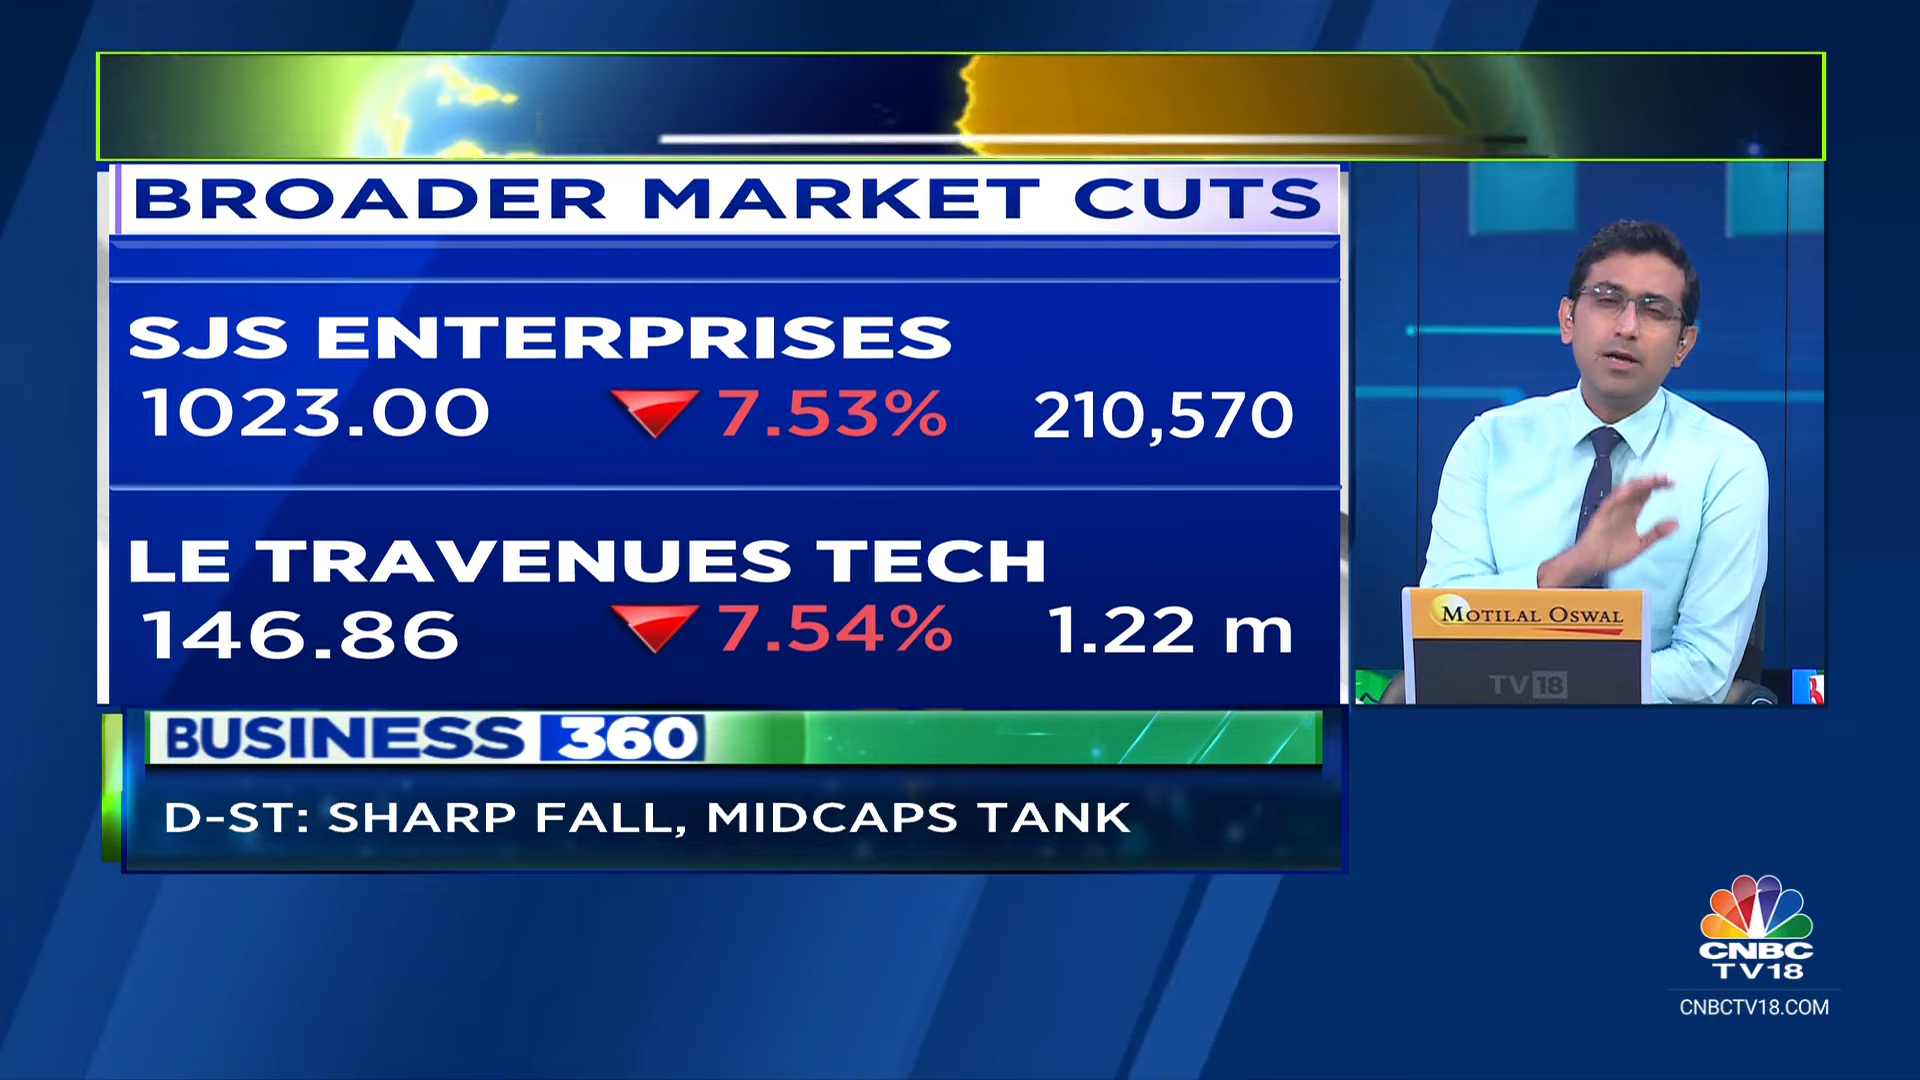 BROADER MARKET CUTS
SJS ENTERPRISES
1023.00 7.53% 210,570
LE TRAVENUES TECH
146.86 7.54% 1.22 m
MOTILAL OSWAL
TV18
BUSINESS 360
D-ST: SHARP FALL, MIDCAPS TANK
CNBC
TV18
CNBCTV18.COM